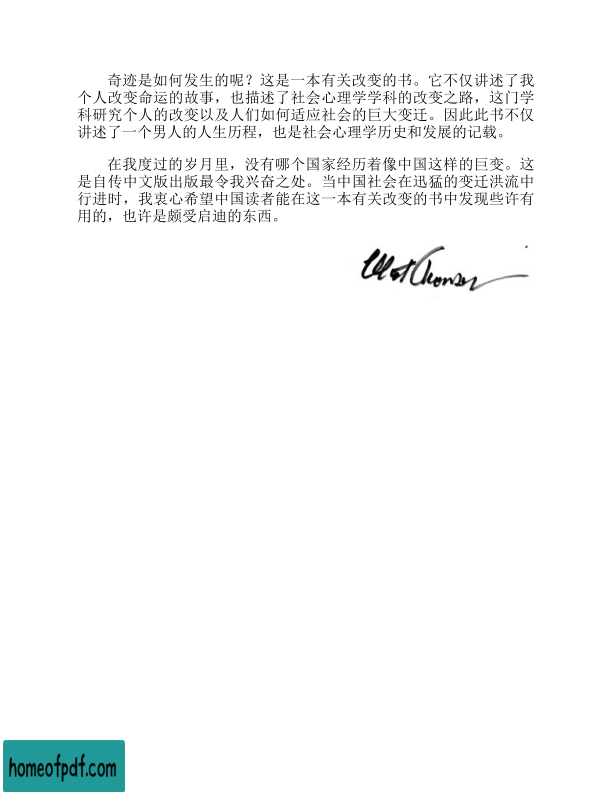 奇迹是如何发生的呢？这是一本有关改变的书。它不仅讲述了我
个人改变命运的故事，也描述了社会心理学学科的改变之路，这门学
科研究个人的改变以及人们如何适应社会的巨大变迁。因此此书不仅
讲述了一个男人的人生历程，也是社会心理学历史和发展的记载。
在我度过的岁月里，没有哪个国家经历着像中国这样的巨变。这
是自传中文版出版最令我兴奋之处。当中国社会在迅猛的变迁洪流中
行进时，我衷心希望中国读者能在这一本有关改变的书中发现些许有
用的，也许是颇受启迪的东西。
homeofpdf.com